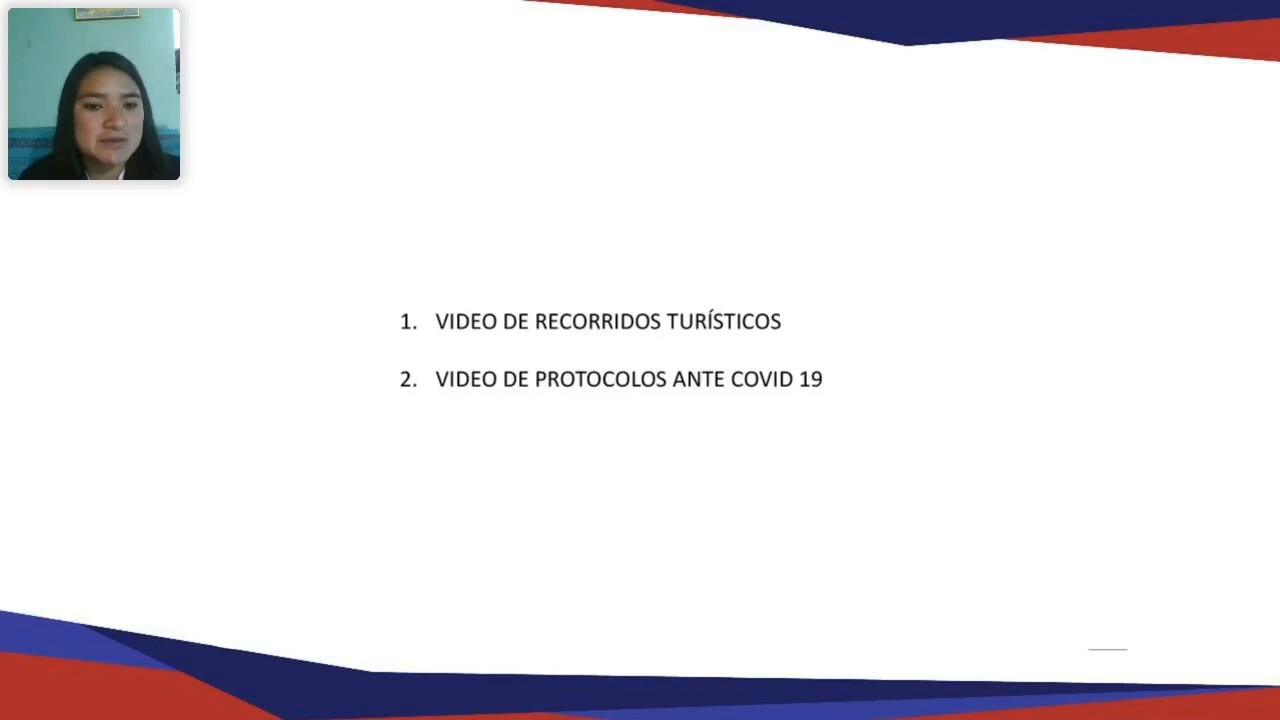 1. VIDEO DE RECORRIDOS TURÍSTICOS
2. VIDEO DE PROTOCOLOS ANTE COVID 19